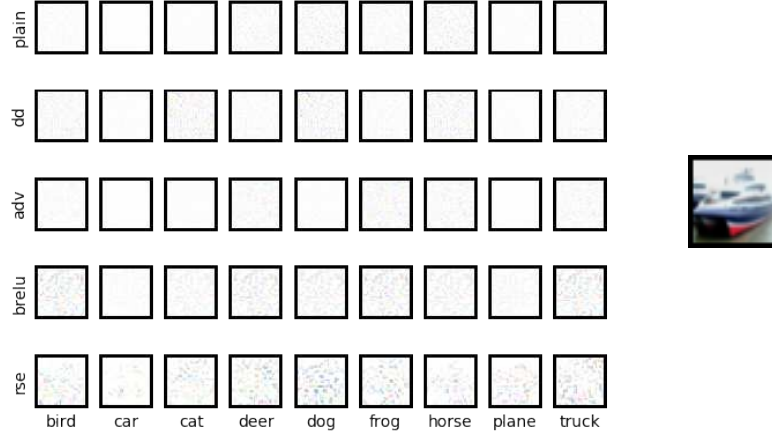 plain
dd
adv
brelu
rse
bird car cat deer dog frog horse plane truck